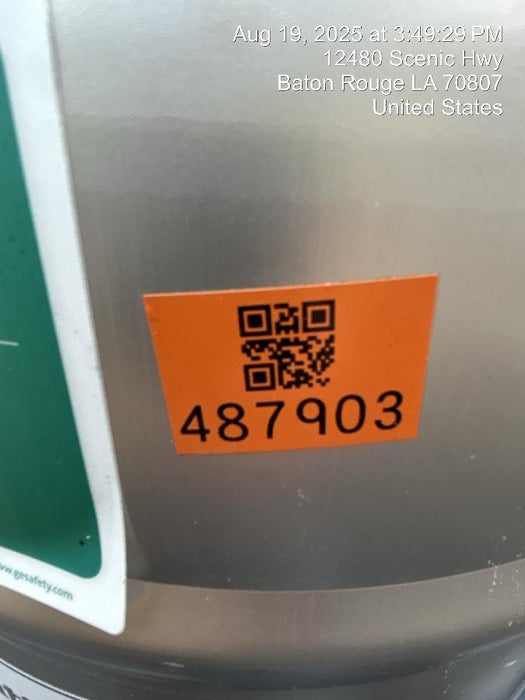 Aug 19, 2025 at 3:49:29 PM
12480 Scenic Hwy
Baton Rouge LA 70807
United States
487903
www.gesafety.com